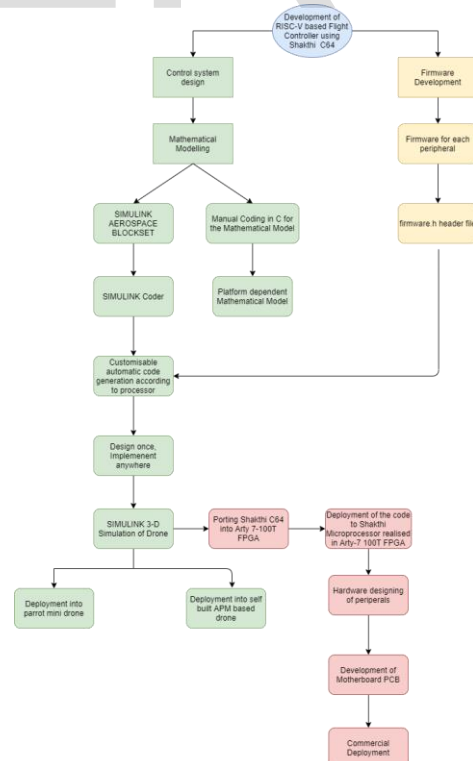 Development of
RISC-V based Flight
Controller using
Shakthi C64
Control system
design
Firmware
Development
Mathematical
Modelling
Firmware for each
peripheral
SIMULINK
AEROSPACE
BLOCKSET
Manual Coding in C for
the Mathematical Model
firmware.h header file
SIMULINK Coder
Platform dependent
Mathematical Model
Customisable
automatic code
generation according
to processor
Design once,
Implemenent
anywhere
SIMULINK 3-D
Simulation of Drone
Porting Shakthi C64
into Arty 7-100T
FPGA
Deployment of the code
to Shakthi
Microprocessor realised
in Arty-7 100T FPGA
Deployment into
parrot mini drone
Deployment into self
built APM based
drone
Hardware designing
of periperals
Development of
Motherboard PCB
Commercial
Deployment